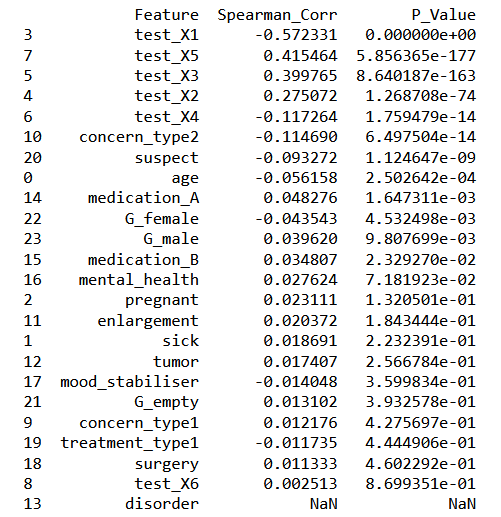 Feature Spearman_Corr P_Value
3 test_X1 -0.572331 0.000000e+00
7 test_X5 0.415464 5.856365e-177
5 test_X3 0.399765 8.640187e-163
4 test_X2 0.275072 1.268708e-74
6 test_X4 -0.117264 1.759479e-14
10 concern_type2 -0.114690 6.497504e-14
20 suspect -0.093272 1.124647e-09
0 age -0.056158 2.502642e-04
14 medication_A 0.048276 1.647311e-03
22 G_female -0.043543 4.532498e-03
23 G_male 0.039620 9.807699e-03
15 medication_B 0.034807 2.329270e-02
16 mental_health 0.027624 7.181923e-02
2 pregnant 0.023111 1.320501e-01
11 enlargement 0.020372 1.843444e-01
1 sick 0.018691 2.232391e-01
12 tumor 0.017407 2.566784e-01
17 mood_stabiliser -0.014048 3.599834e-01
21 G_empty 0.013102 3.932578e-01
9 concern_type1 0.012176 4.275697e-01
19 treatment_type1 -0.011735 4.444906e-01
18 surgery 0.011333 4.602292e-01
8 test_X6 0.002513 8.699351e-01
13 disorder NaN NaN